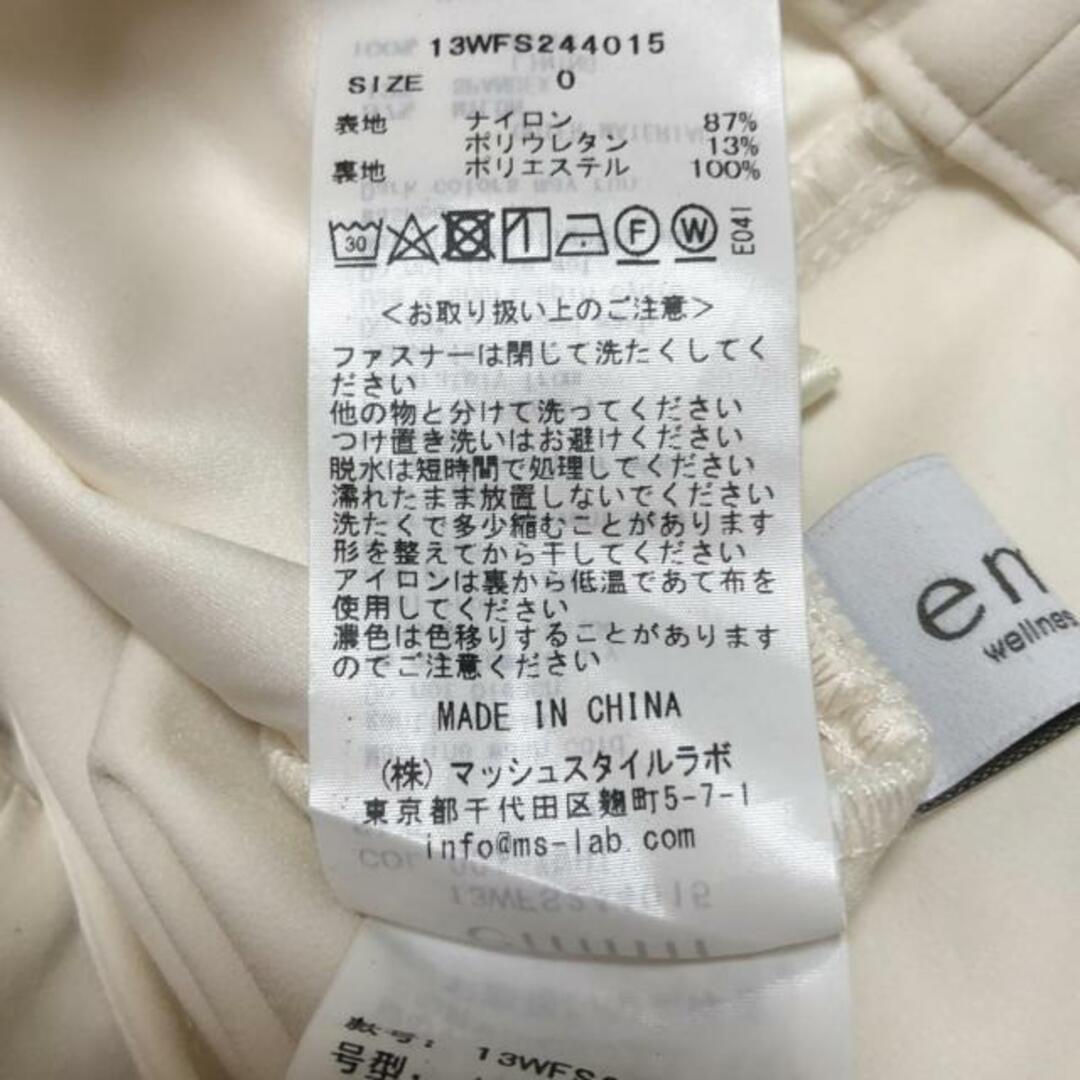 13WFS244015
SIZE 0
表地 ナイロン 87%
ポリウレタン 13%
裏地 ポリエステル 100%
30 F W E041
<お取り扱い上のご注意>
ファスナーは閉じて洗たくしてく
ださい
他の物と分けて洗ってください
つけ置き洗いはお避けください
脱水は短時間で処理してください
濡れたまま放置しないでください
洗たくで多少縮むことがあります
形を整えてから干してください
アイロンは裏から低温であて布を
使用してください
濃色は色移りすることがあります
のでご注意ください
MADE IN CHINA
(株)マッシュスタイルラボ
東京都千代田区麹町5-7-1
info@ms-lab.com
em
wellness
款号: 13WFS
号型: